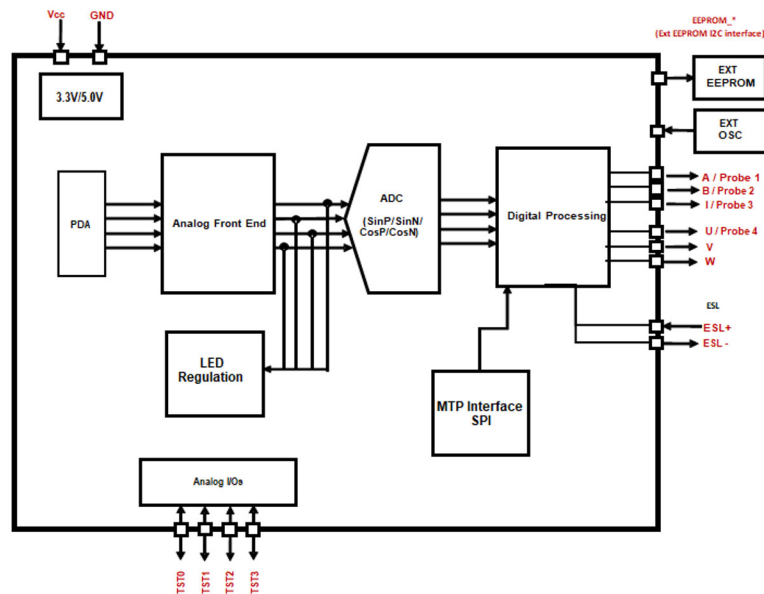 Vcc
GND
EEPROM_*
(Ext EEPROM I2C interface)
3.3V/5.0V
EXT
EEPROM
EXT
OSC
PDA
Analog Front End
ADC
(SinP/SinN/
CosP/CosN)
Digital Processing
A / Probe 1
B / Probe 2
I / Probe 3
U / Probe 4
V
W
ESL
ESL+
ESL -
LED
Regulation
MTP Interface
SPI
Analog I/Os
TST0
TST1
TST2
TST3